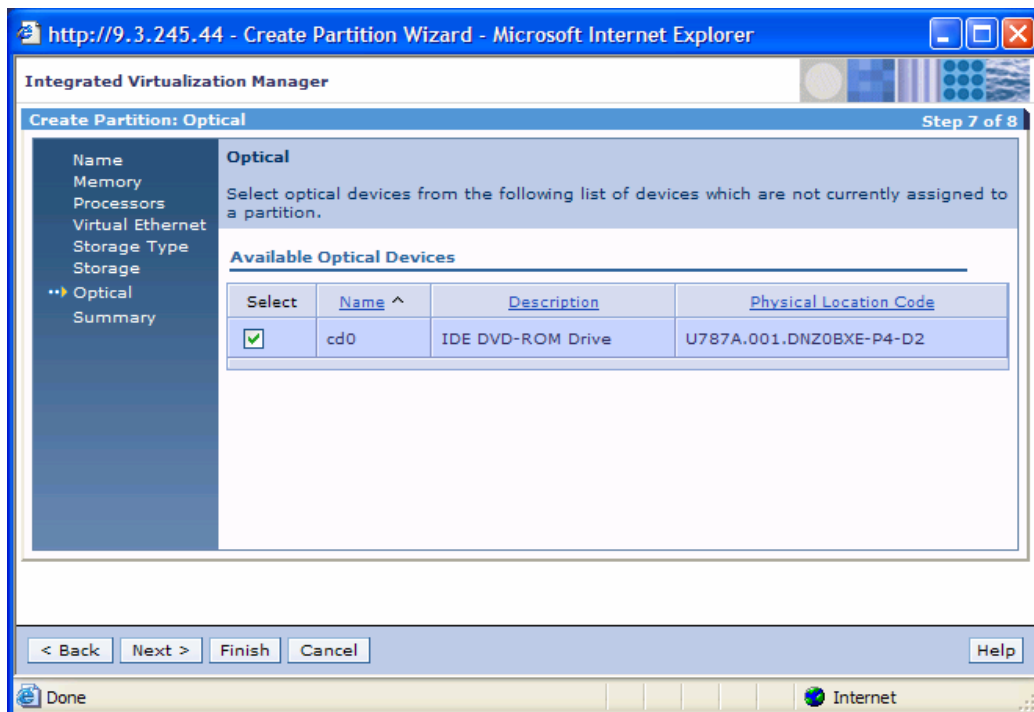 http://9.3.245.44 - Create Partition Wizard - Microsoft Internet Explorer
Integrated Virtualization Manager
Create Partition: Optical Step 7 of 8
Name
Memory
Processors
Virtual Ethernet
Storage Type
Storage
Optical
Summary
Optical
Select optical devices from the following list of devices which are not currently assigned to
a partition.
Available Optical Devices
Select Name ^ Description Physical Location Code
cd0 IDE DVD-ROM Drive U787A.001.DNZ0BXE-P4-D2
< Back Next > Finish Cancel Help
Done Internet